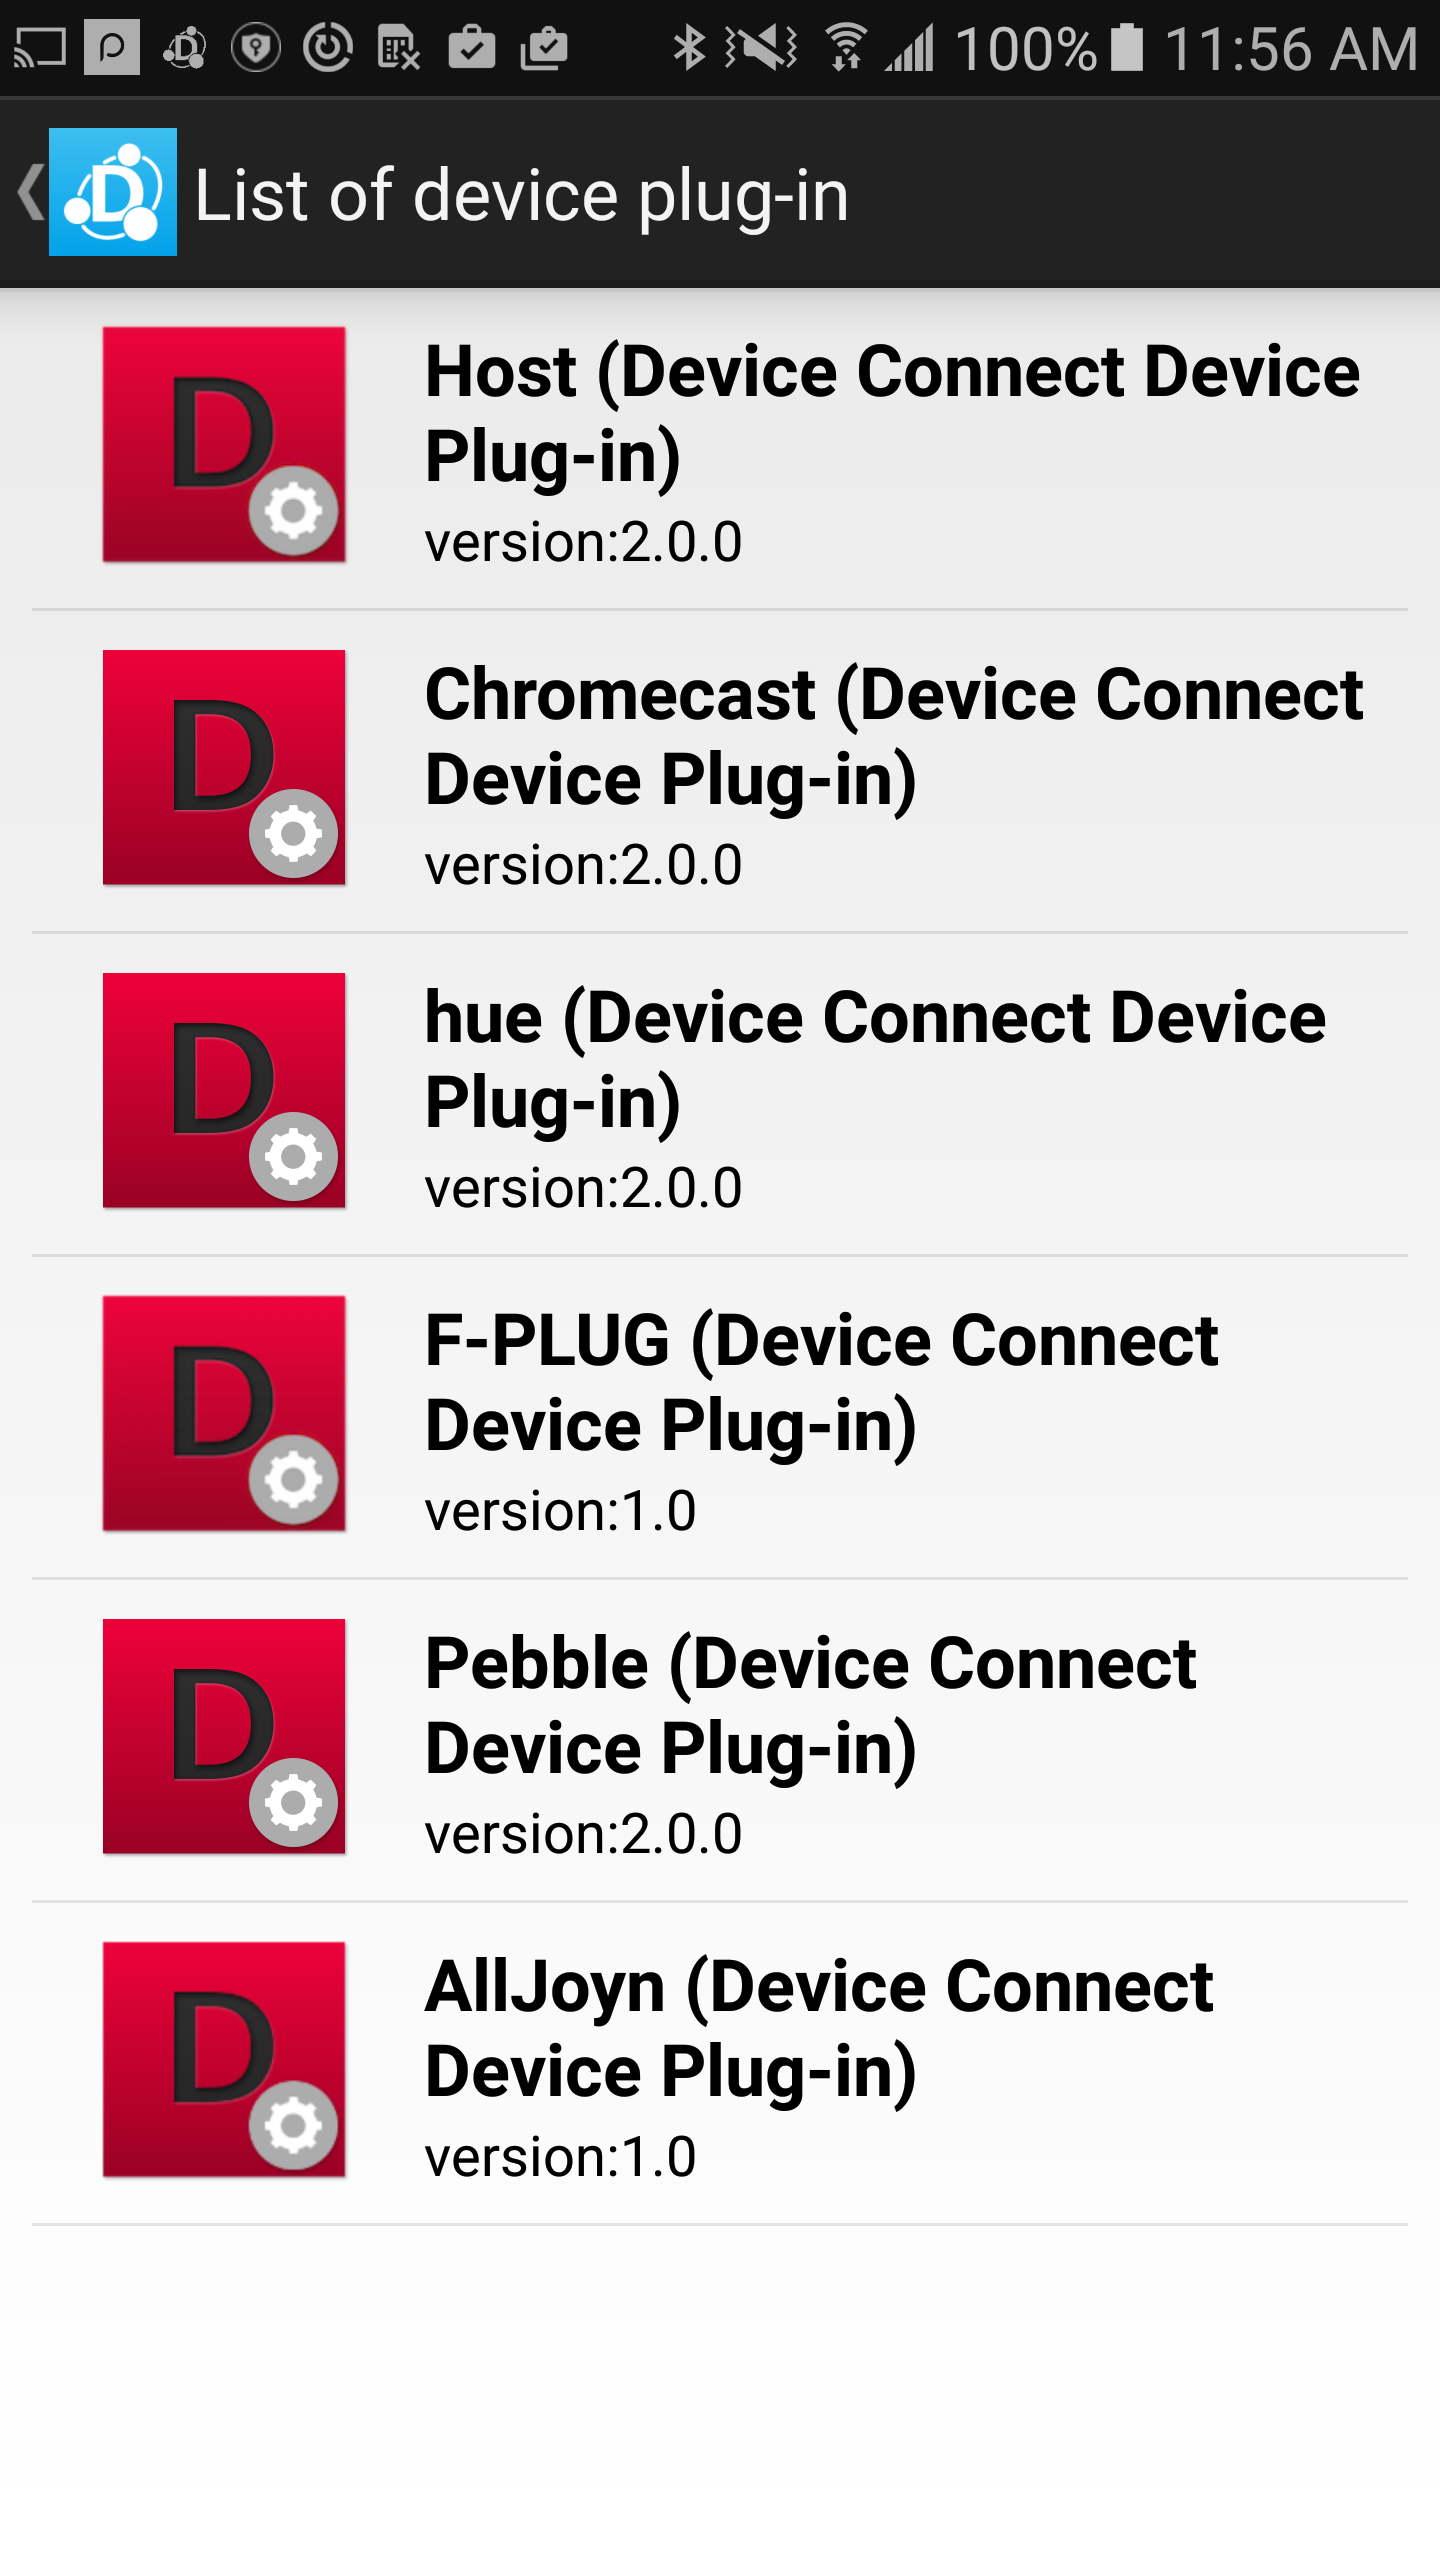 100% 11:56 AM
List of device plug-in
Host (Device Connect Device
Plug-in)
version:2.0.0
Chromecast (Device Connect
Device Plug-in)
version:2.0.0
hue (Device Connect Device
Plug-in)
version:2.0.0
F-PLUG (Device Connect
Device Plug-in)
version:1.0
Pebble (Device Connect
Device Plug-in)
version:2.0.0
AllJoyn (Device Connect
Device Plug-in)
version:1.0